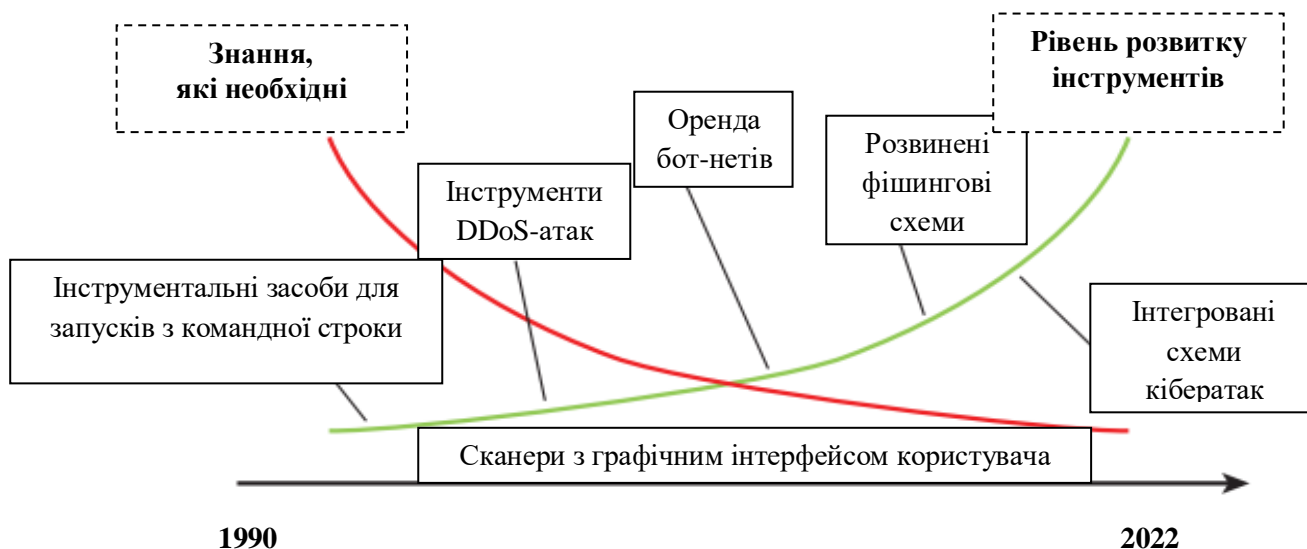 Знання,
які необхідні
Рівень розвитку
інструментів
Оренда
бот-нетів
Розвинені
фішингові
схеми
Інструменти
DDoS-атак
Інструментальні засоби для
запусків з командної строки
Інтегровані
схеми
кібератак
Сканери з графічним інтерфейсом користувача
1990
2022